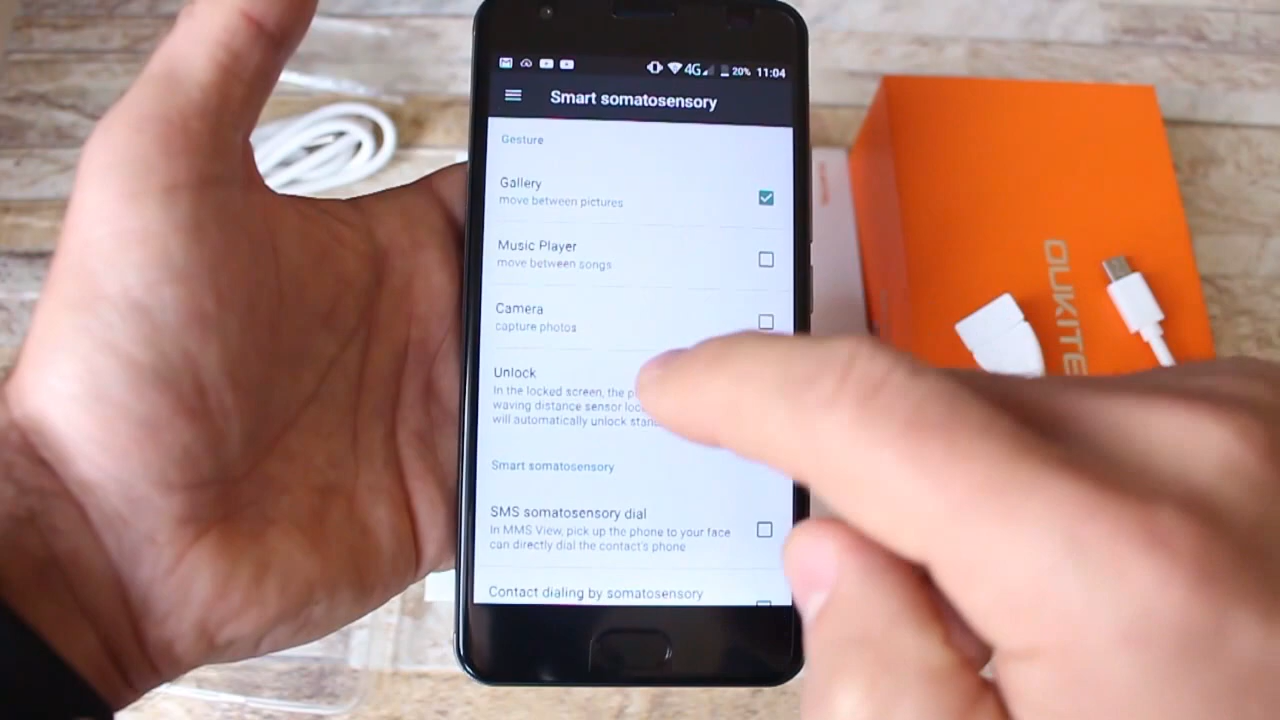 4G 20% 11:04
Smart somatosensory
Gesture
Gallery
move between pictures
Music Player
move between songs
Camera
capture photos
Unlock
In the locked screen, the
waving distance sensor
will automatically unlock
Smart somatosensory
SMS somatosensory dial
In MMS View, pick up the phone to your face
can directly dial the contact's phone
Contact dialing by somatosensory
OUKITE